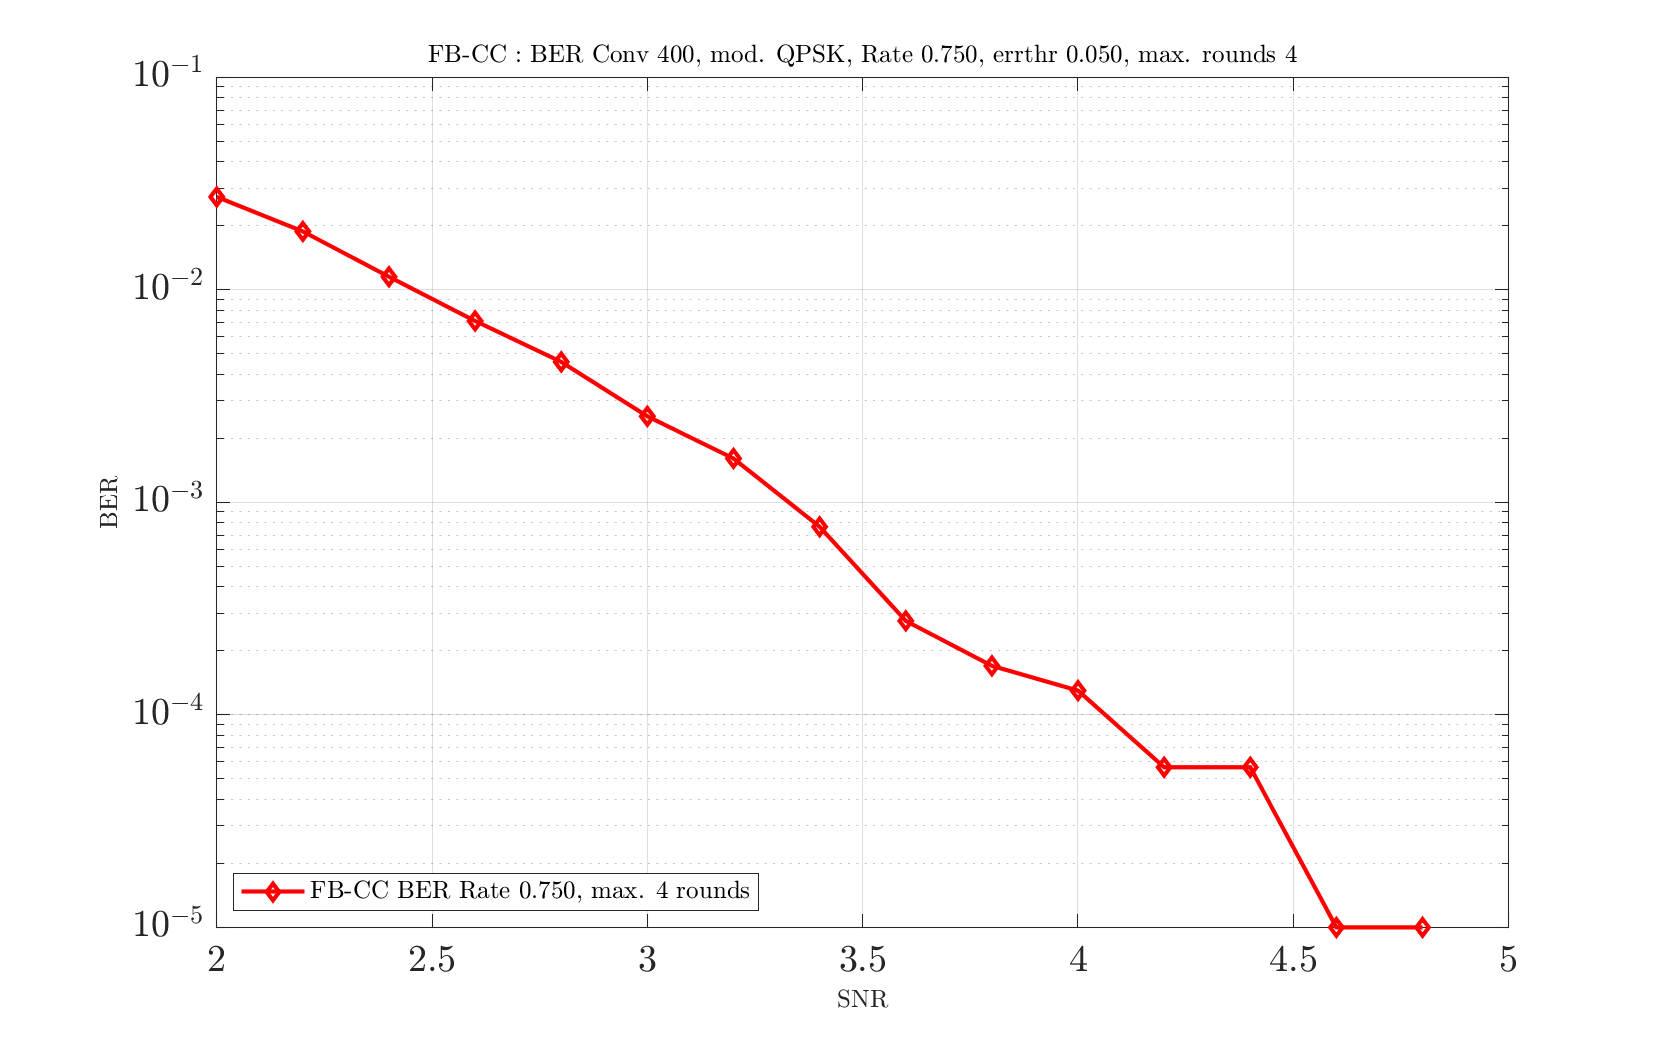 FB-CC : BER Conv 400, mod. QPSK, Rate 0.750, errthr 0.050, max. rounds 4
10^{-1}
10^{-2}
10^{-3}
10^{-4}
10^{-5}
BER
FB-CC BER Rate 0.750, max. 4 rounds
2 2.5 3 3.5 4 4.5 5
SNR